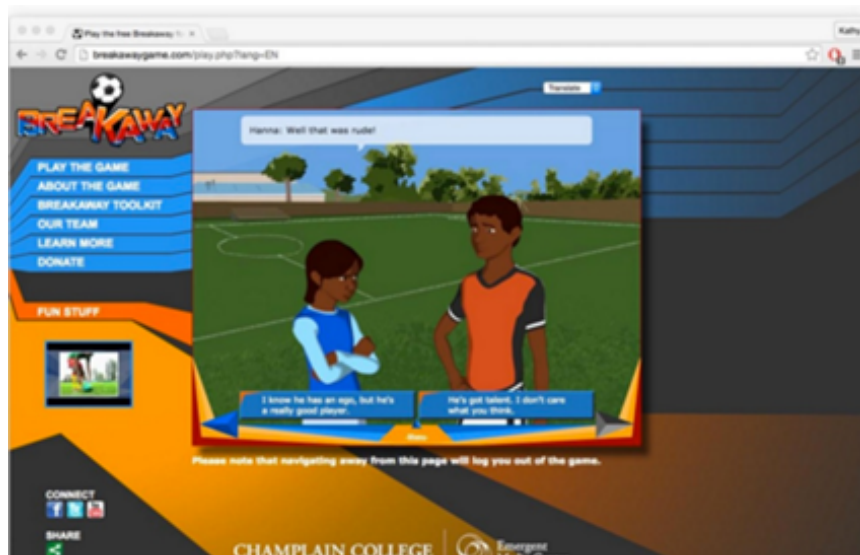 Play the free Breakaway
Kathy
breakawaygame.com/play.php?lang=EN
Translate
BREAKAWAY
Hanna: Well that was rude!
PLAY THE GAME
ABOUT THE GAME
BREAKAWAY TOOLKIT
OUR TEAM
LEARN MORE
DONATE
FUN STUFF
I know he has an ego, but he's
a really good player.
He's got talent. I don't care
what you think.
Menu
Please note that navigating away from this page will log you out of the game.
CONNECT
SHARE
CHAMPLAIN COLLEGE
Emergent